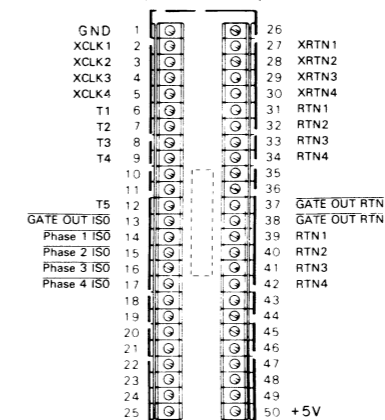 GND 1 26
XCLK1 2 27 XRTN1
XCLK2 3 28 XRTN2
XCLK3 4 29 XRTN3
XCLK4 5 30 XRTN4
T1 6 31 RTN1
T2 7 32 RTN2
T3 8 33 RTN3
T4 9 34 RTN4
10 35
11 36
T5 12 37 GATE OUT RTN
GATE OUT ISO 13 38 GATE OUT RTN
Phase 1 ISO 14 39 RTN1
Phase 2 ISO 15 40 RTN2
Phase 3 ISO 16 41 RTN3
Phase 4 ISO 17 42 RTN4
18 43
19 44
20 45
21 46
22 47
23 48
24 49
25 50 +5V